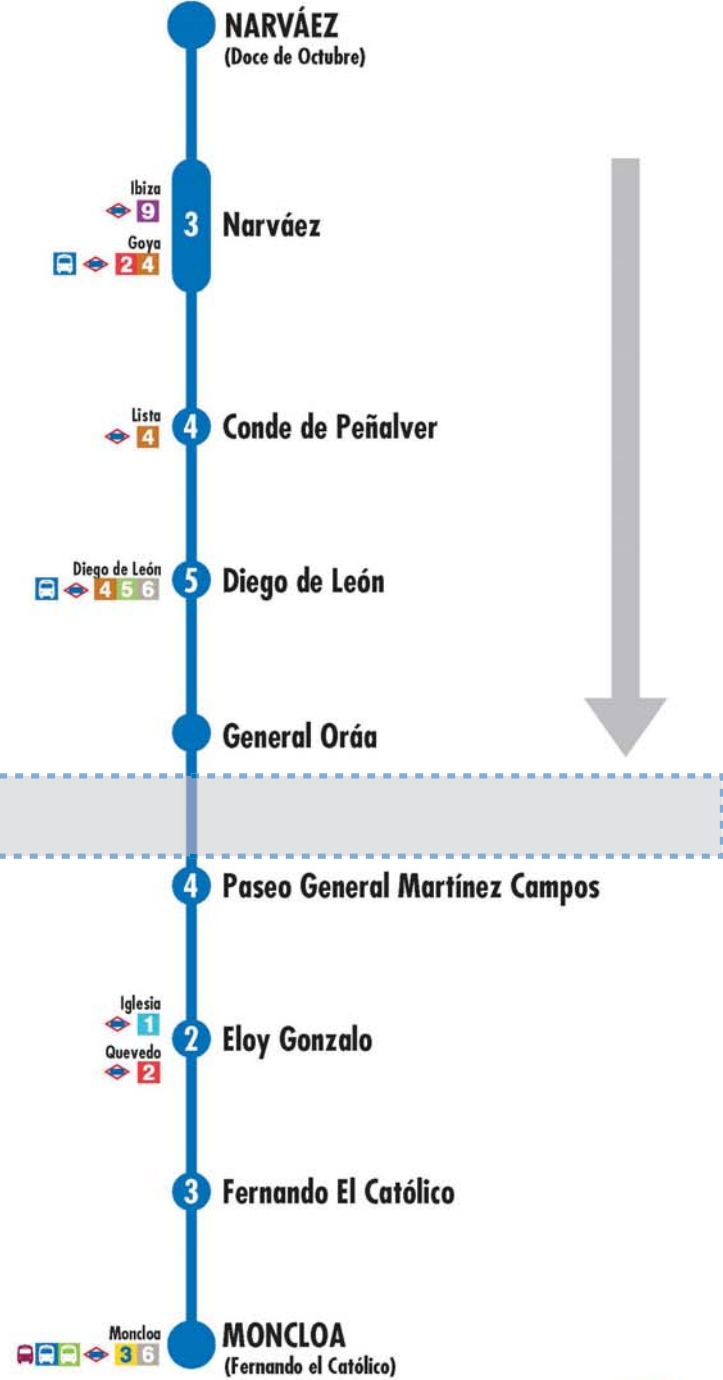 NARVÁEZ
(Doce de Octubre)
Ibiza
9
Goya
2 4
3
Narváez
Lista
4
4
Conde de Peñalver
Diego de León
4 5 6
5
Diego de León
General Oráa
4
Paseo General Martínez Campos
Iglesia
1
Quevedo
2
2
Eloy Gonzalo
3
Fernando El Católico
Moncloa
3 6
MONCLOA
(Fernando el Católico)